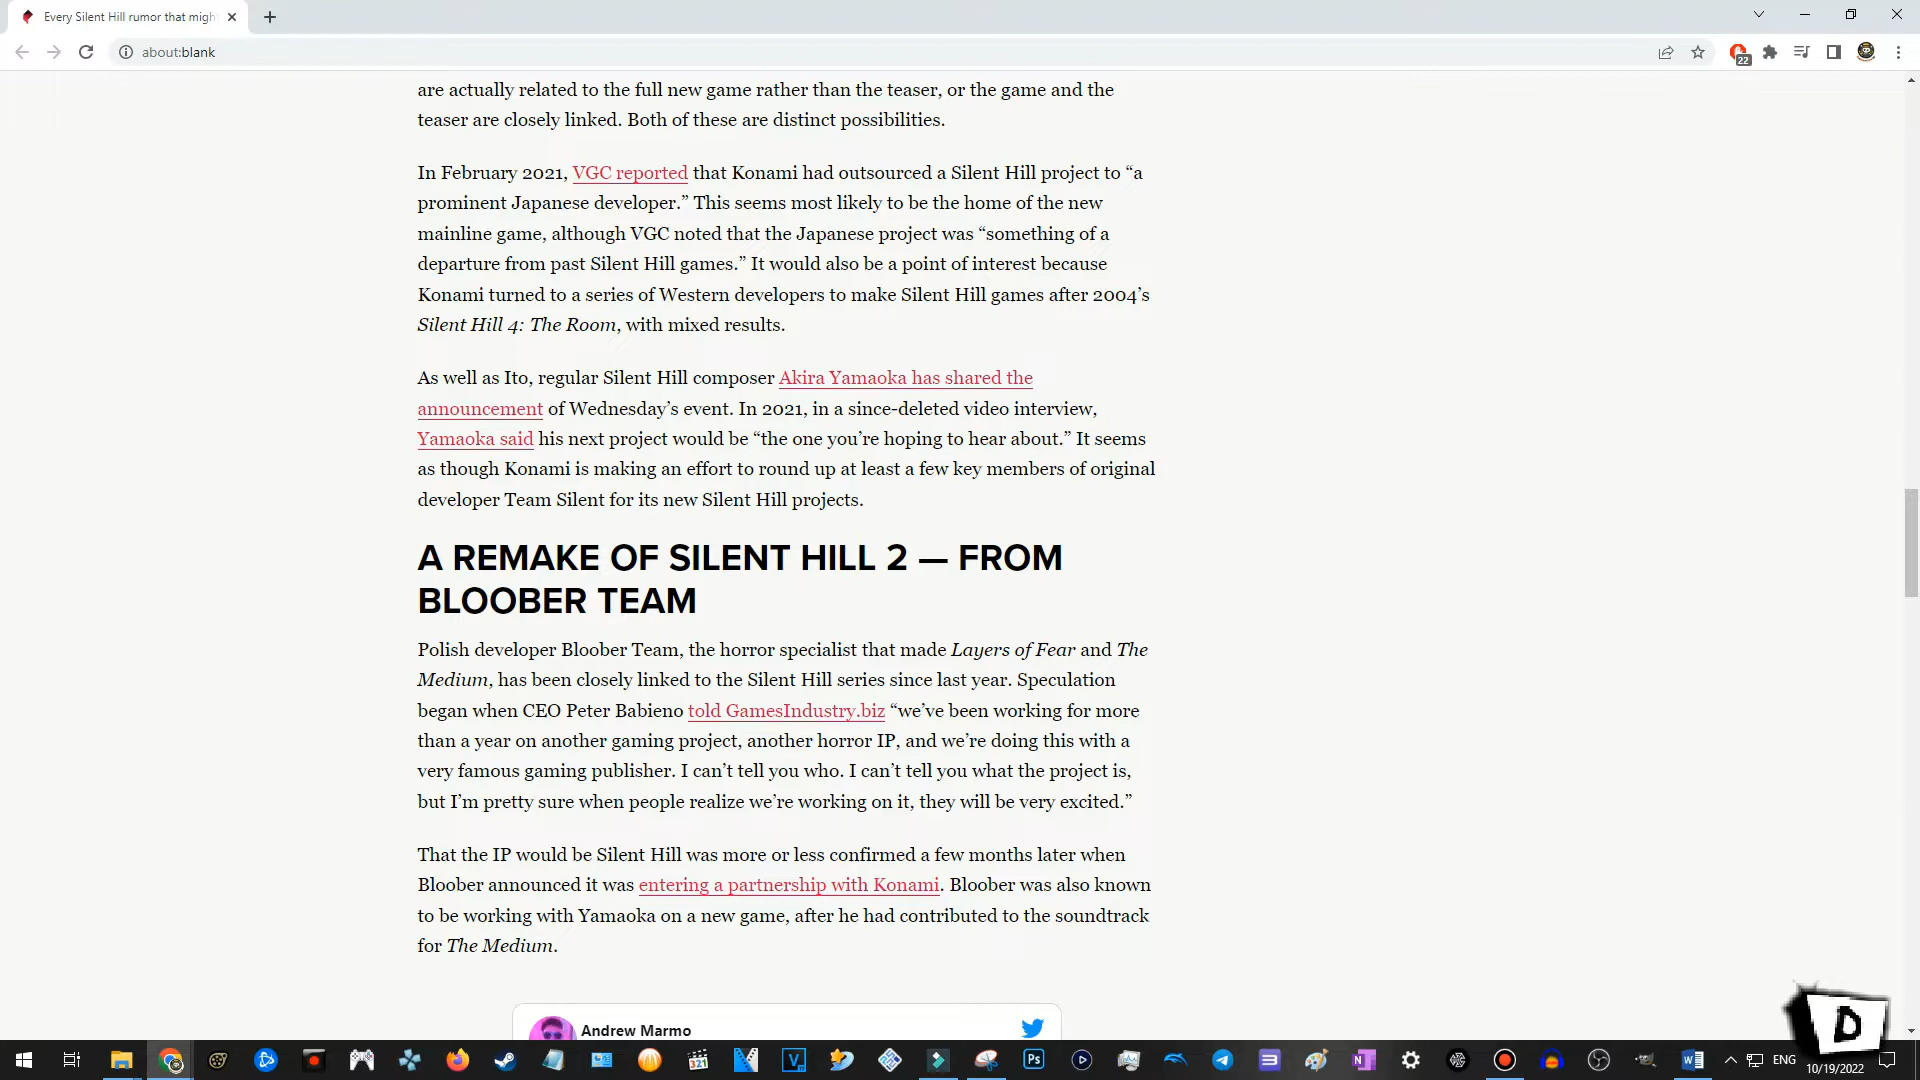 Every Silent Hill rumor that migh
about:blank
22
are actually related to the full new game rather than the teaser, or the game and the
teaser are closely linked. Both of these are distinct possibilities.
In February 2021, VGC reported that Konami had outsourced a Silent Hill project to “a
prominent Japanese developer.” This seems most likely to be the home of the new
mainline game, although VGC noted that the Japanese project was “something of a
departure from past Silent Hill games.” It would also be a point of interest because
Konami turned to a series of Western developers to make Silent Hill games after 2004’s
Silent Hill 4: The Room, with mixed results.
As well as Ito, regular Silent Hill composer Akira Yamaoka has shared the
announcement of Wednesday’s event. In 2021, in a since-deleted video interview,
Yamaoka said his next project would be “the one you’re hoping to hear about.” It seems
as though Konami is making an effort to round up at least a few key members of original
developer Team Silent for its new Silent Hill projects.
A REMAKE OF SILENT HILL 2 — FROM
BLOOBER TEAM
Polish developer Bloober Team, the horror specialist that made Layers of Fear and The
Medium, has been closely linked to the Silent Hill series since last year. Speculation
began when CEO Peter Babieno told GamesIndustry.biz “we’ve been working for more
than a year on another gaming project, another horror IP, and we’re doing this with a
very famous gaming publisher. I can’t tell you who. I can’t tell you what the project is,
but I’m pretty sure when people realize we’re working on it, they will be very excited.”
That the IP would be Silent Hill was more or less confirmed a few months later when
Bloober announced it was entering a partnership with Konami. Bloober was also known
to be working with Yamaoka on a new game, after he had contributed to the soundtrack
for The Medium.
Andrew Marmo
D
321
V
Ps
N
W
ENG
10/19/2022